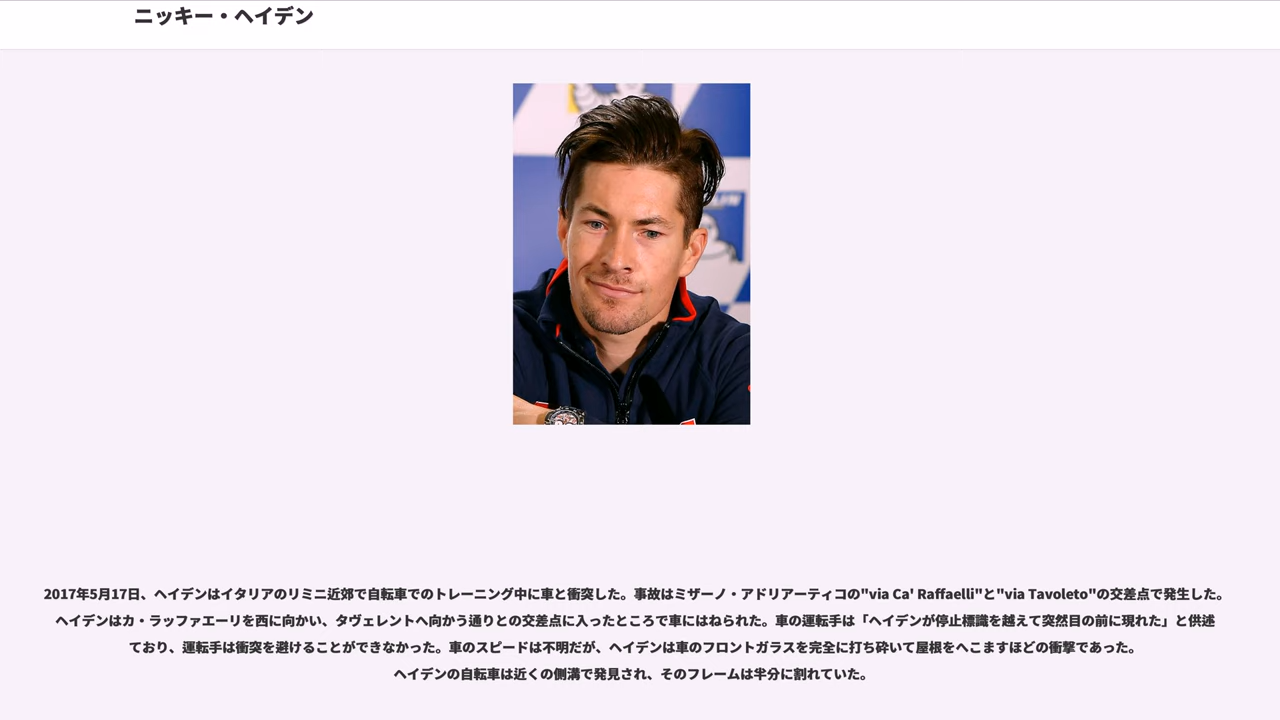 ニッキー・ヘイデン
2017年5月17日、ヘイデンはイタリアのリミニ近郊で自転車でのトレーニング中に車と衝突した。事故はミザーノ・アドリアーティコの"via Ca' Raffaelli"と"via Tavoleto"の交差点で発生した。
ヘイデンはカ・ラッファエーリを西に向かい、タヴェレントへ向かう通りとの交差点に入ったところで車にはねられた。車の運転手は「ヘイデンが停止標識を越えて突然目の前に現れた」と供述
ており、運転手は衝突を避けることができなかった。車のスピードは不明だが、ヘイデンは車のフロントガラスを完全に打ち砕いて屋根をへこますほどの衝撃であった。
ヘイデンの自転車は近くの側溝で発見され、そのフレームは半分に割れていた。